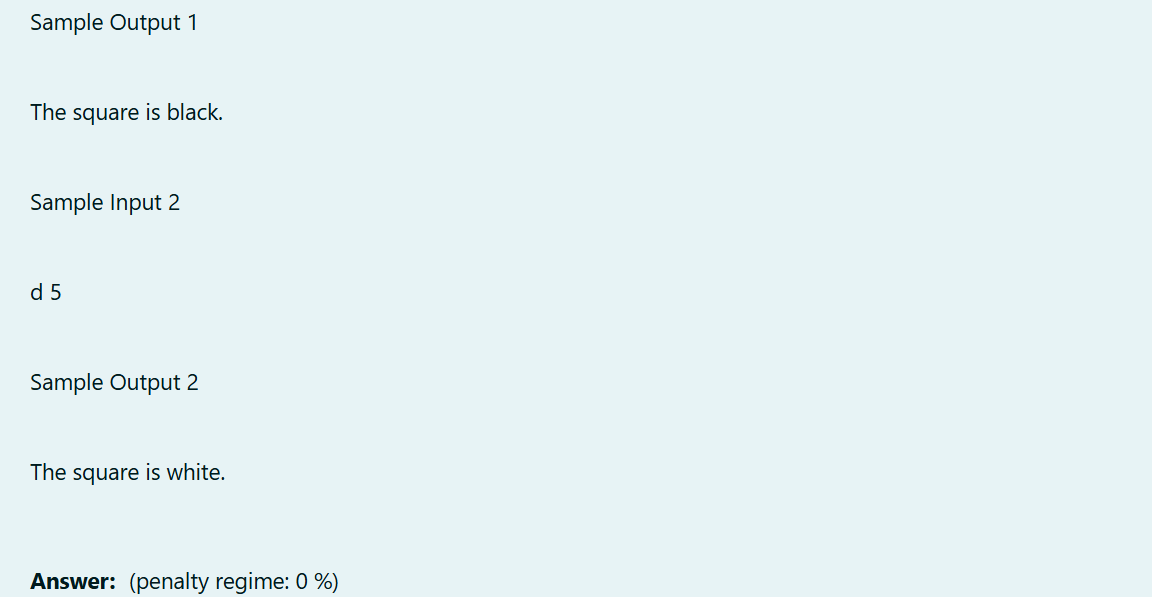 Sample Output 1
The square is black.
Sample Input 2
d 5
Sample Output 2
The square is white.
Answer: (penalty regime: 0 %)